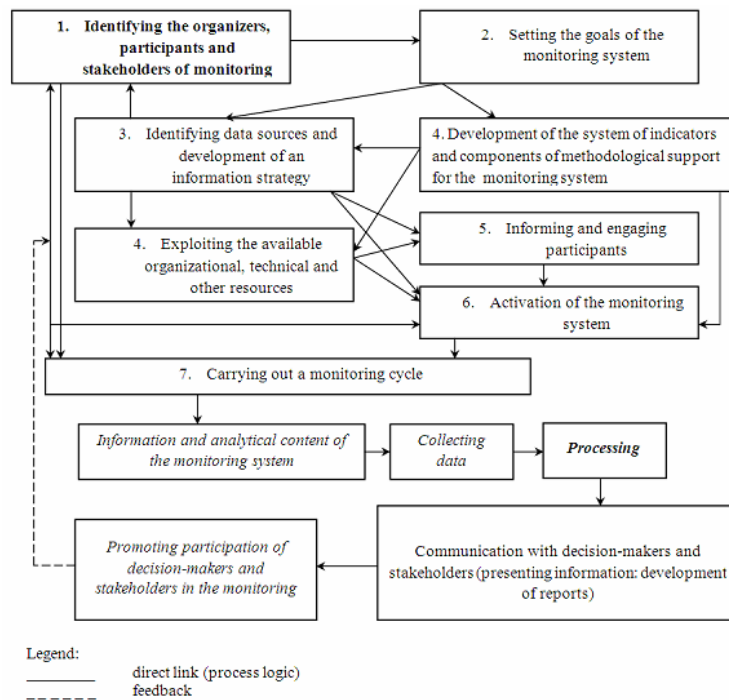 1. Identifying the organizers,
participants and
stakeholders of monitoring
2. Setting the goals of the
monitoring system
3. Identifying data sources and
development of an
information strategy
4. Development of the system of indicators
and components of methodological support
for the monitoring system
4. Exploiting the available
organizational, technical and
other resources
5. Informing and engaging
participants
6. Activation of the monitoring
system
7. Carrying out a monitoring cycle
Information and analytical content of
the monitoring system
Collecting
data
Processing
Promoting participation of
decision-makers and
stakeholders in the monitoring
Communication with decision-makers and
stakeholders (presenting information: development
of reports)
Legend:
direct link (process logic)
feedback